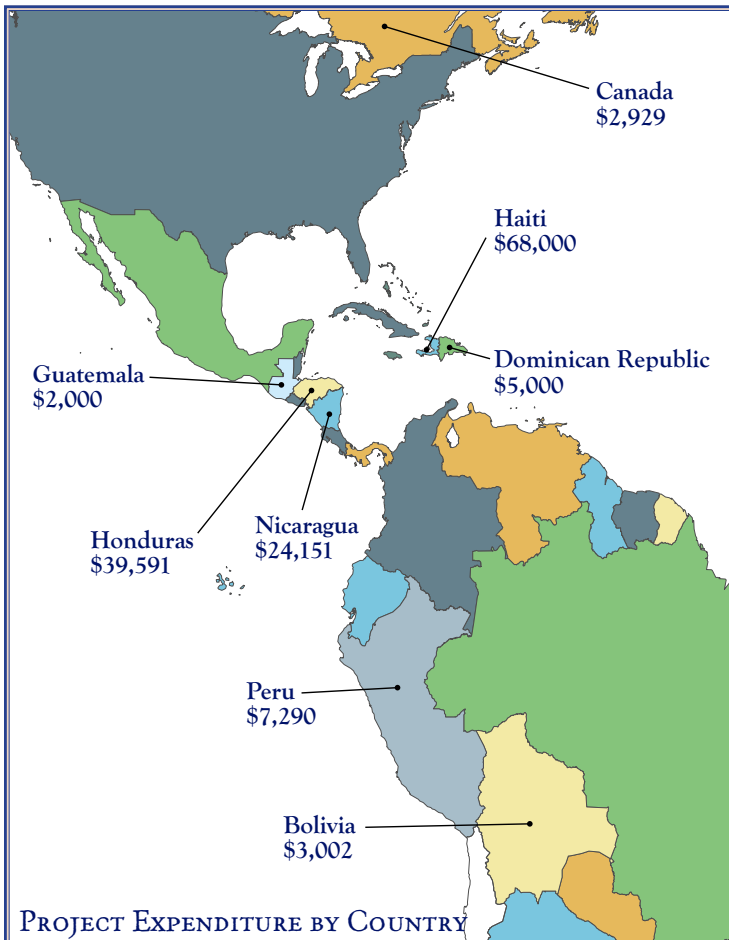 Canada
$2,929
Haiti
$68,000
Dominican Republic
$5,000
Guatemala
$2,000
Nicaragua
$24,151
Honduras
$39,591
Peru
$7,290
Bolivia
$3,002
Project Expenditure by Country